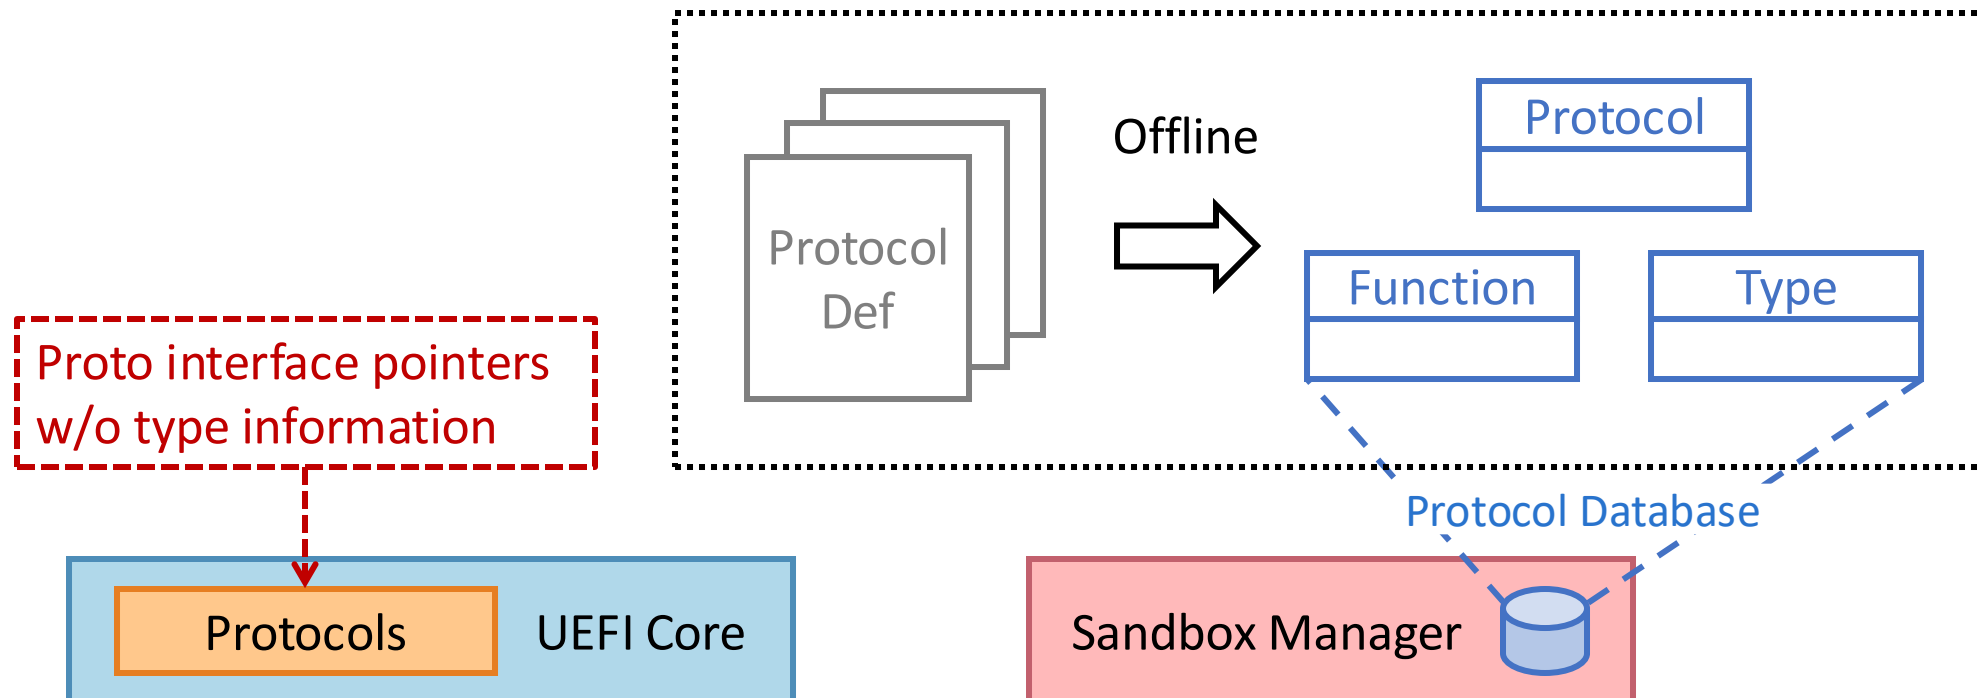 Offline
Protocol
Def
Protocol
Function
Type
Proto interface pointers
w/o type information
Protocol Database
Protocols
UEFI Core
Sandbox Manager